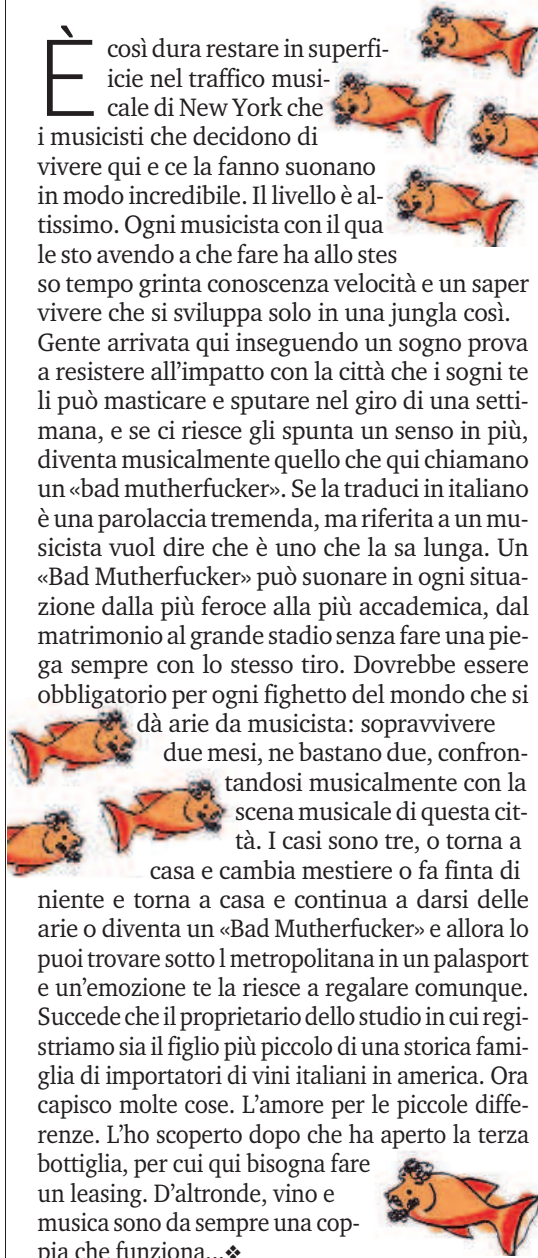 È così dura restare in superfi-
icie nel traffico musi-
cale di New York che
i musicisti che decidono di
vivere qui e ce la fanno suonano
in modo incredibile. Il livello è al-
tissimo. Ogni musicista con il qua
le sto avendo a che fare ha allo stes
so tempo grinta conoscenza velocità e un saper
vivere che si sviluppa solo in una jungla così.
Gente arrivata qui inseguendo un sogno prova
a resistere all’impatto con la città che i sogni te
li può masticare e sputare nel giro di una setti-
mana, e se ci riesce gli spunta un senso in più,
diventa musicalmente quello che qui chiamano
un «bad mutherfucker». Se la traduci in italiano
è una parolaccia tremenda, ma riferita a un mu-
sicista vuol dire che è uno che la sa lunga. Un
«Bad Mutherfucker» può suonare in ogni situa-
zione dalla più feroce alla più accademica, dal
matrimonio al grande stadio senza fare una pie-
ga sempre con lo stesso tiro. Dovrebbe essere
obbligatorio per ogni fighetto del mondo che si
dà arie da musicista: sopravvivere
due mesi, ne bastano due, confron-
tandosi musicalmente con la
scena musicale di questa cit-
tà. I casi sono tre, o torna a
casa e cambia mestiere o fa finta di
niente e torna a casa e continua a darsi delle
arie o diventa un «Bad Mutherfucker» e allora lo
puoi trovare sotto l metropolitana in un palasport
e un’emozione te la riesce a regalare comunque.
Succede che il proprietario dello studio in cui regi-
striamo sia il figlio più piccolo di una storica fami-
glia di importatori di vini italiani in america. Ora
capisco molte cose. L’amore per le piccole diffe-
renze. L’ho scoperto dopo che ha aperto la terza
bottiglia, per cui qui bisogna fare
un leasing. D’altronde, vino e
musica sono da sempre una cop-
pia che funziona...❖